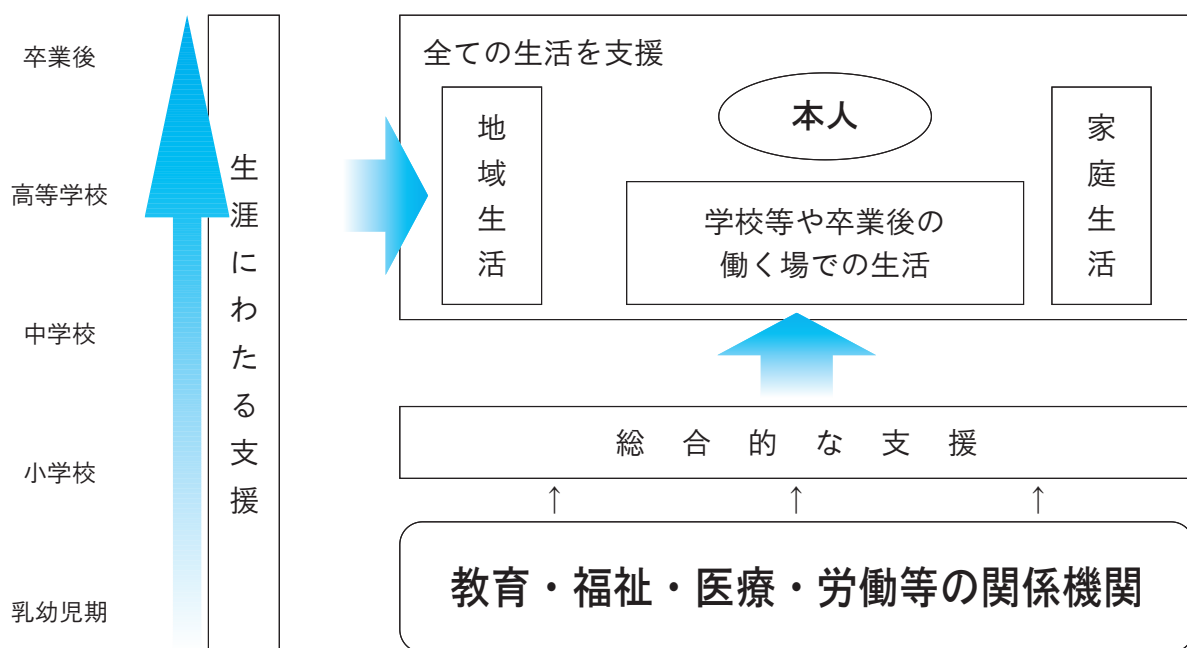 卒業後
高等学校
中学校
小学校
乳幼児期
生涯にわたる支援
全ての生活を支援
地域生活
本人
学校等や卒業後の
働く場での生活
家庭生活
総合的な支援
↑ ↑ ↑
教育・福祉・医療・労働等の関係機関